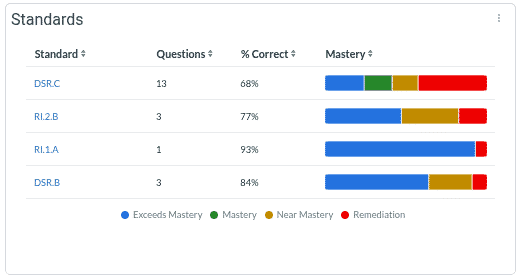 Standards
Standard Questions % Correct Mastery
DSR.C 13 68%
RI.2.B 3 77%
RI.1.A 1 93%
DSR.B 3 84%
Exceeds Mastery Mastery Near Mastery Remediation